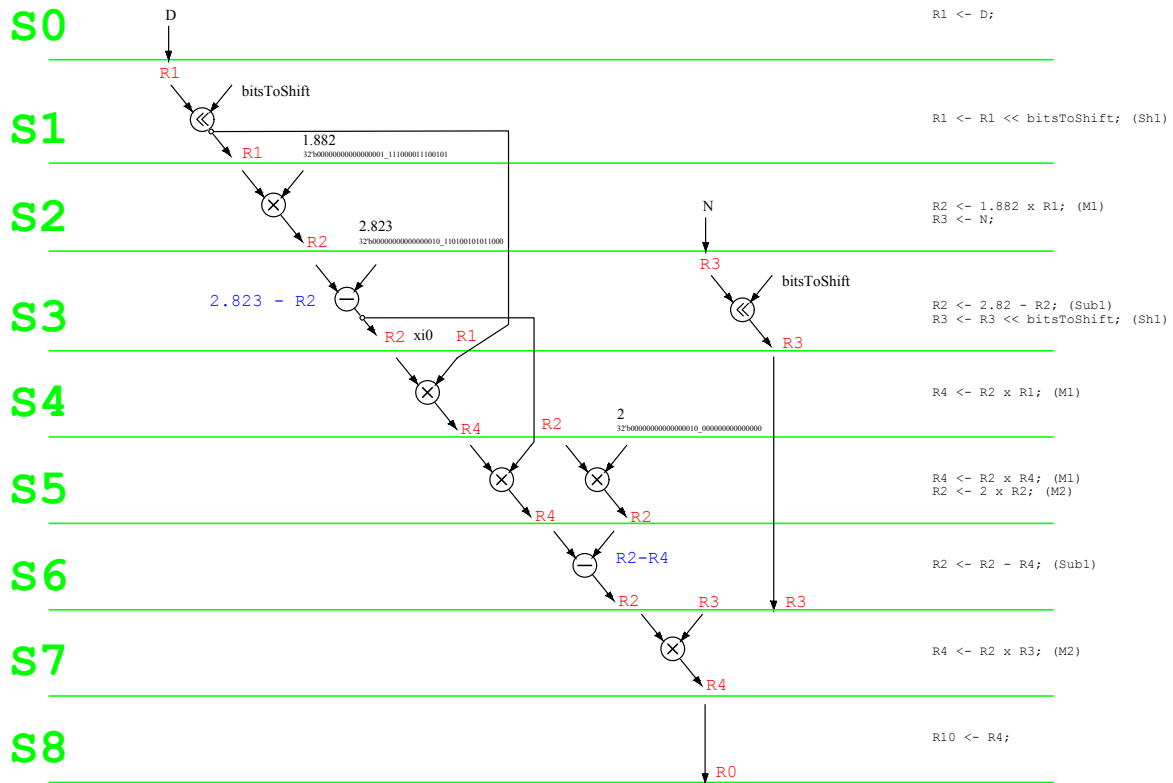 S0
D
R1 <- D;
R1
bitsToShift
S1
R1 <- R1 << bitsToShift; (Sh1)
1.882
R1
32'b00000000000000001_111000011100101
S2
N
R2 <- 1.882 x R1; (M1)
R3 <- N;
2.823
R2
32'b00000000000000010_110100101011000
R3
bitsToShift
2.823 - R2
S3
R2 <- 2.82 - R2; (Sub1)
R3 <- R3 << bitsToShift; (Sh1)
R2 xi0 R1
R3
S4
R4 <- R2 x R1; (M1)
R4
R2
2
32'b00000000000000010_000000000000000
S5
R4 <- R2 x R4; (M1)
R2 <- 2 x R2; (M2)
R4
R2
R2-R4
S6
R2 <- R2 - R4; (Sub1)
R2
R3
R3
S7
R4 <- R2 x R3; (M2)
R4
S8
R10 <- R4;
R0